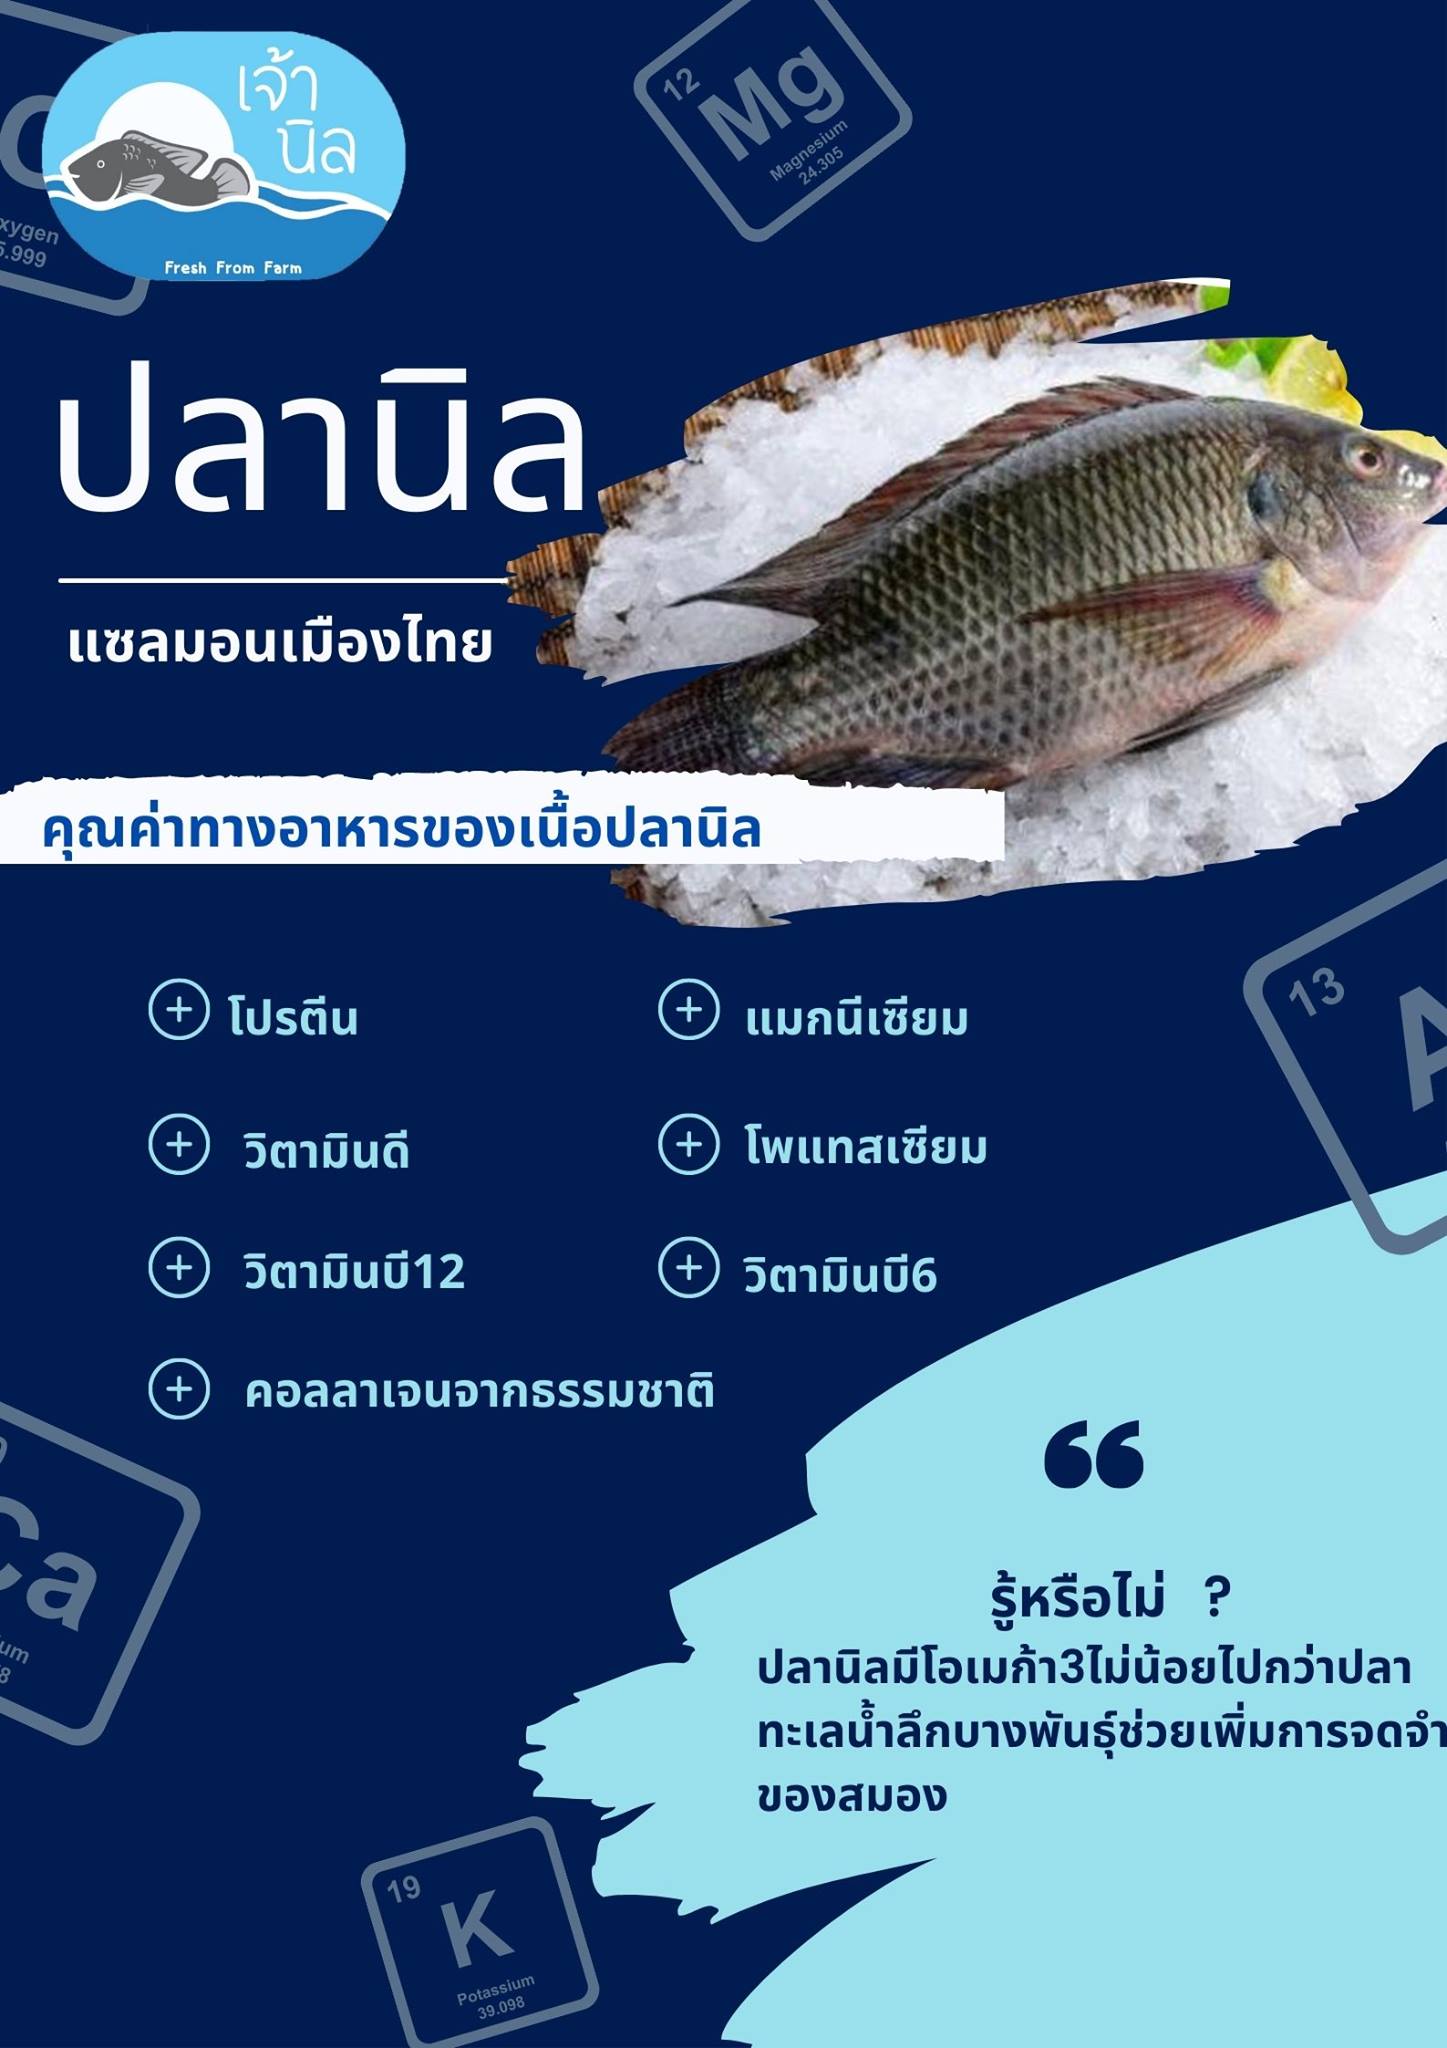 เจ้า
นิล
Fresh From Farm
xygen
5.999
12
Mg
Magnesium
24.305
ปลานิล
แซลมอนเมืองไทย
คุณค่าทางอาหารของเนื้อปลานิล
โปรตีน
แมกนีเซียม
วิตามินดี
โพแทสเซียม
วิตามินบี12
วิตามินบี6
คอลลาเจนจากธรรมชาติ
13
A
Ca
um
8
“
รู้หรือไม่ ?
ปลานิลมีโอเมก้า3ไม่น้อยไปกว่าปลา
ทะเลน้ำลึกบางพันธุ์ช่วยเพิ่มการจดจำ
ของสมอง
19
K
Potassium
39.098